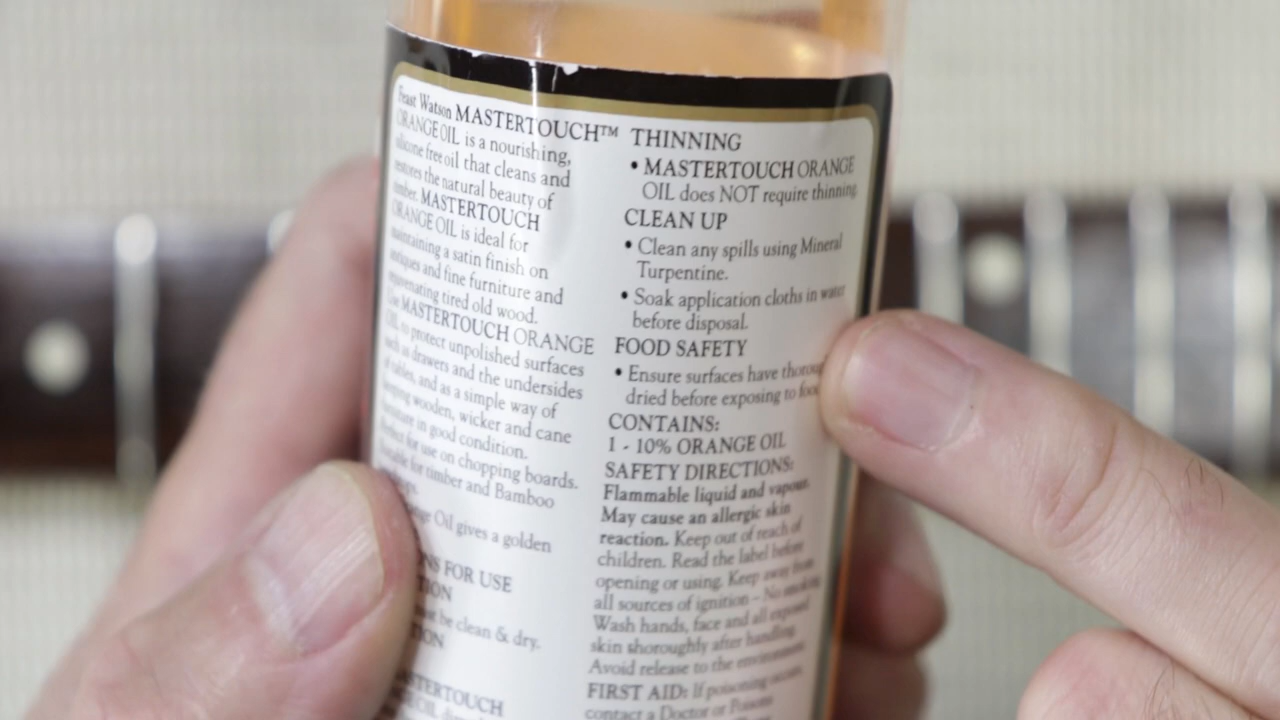 Feast Watson MASTERTOUCH™
ORANGE OIL is a nourishing,
silicone free oil that cleans and
restores the natural beauty of
timber. MASTERTOUCH
ORANGE OIL is ideal for
maintaining a satin finish on
antiques and fine furniture and
rejuvenating tired old wood.
Use MASTERTOUCH ORANGE
OIL to protect unpolished surfaces
such as drawers and the undersides
of tables, and as a simple way of
keeping wooden, wicker and cane
furniture in good condition.
Perfect for use on chopping boards.
Suitable for timber and Bamboo
Oil gives a golden
FOR USE
be clean & dry.
MASTERTOUCH
THINNING
• MASTERTOUCH ORANGE
OIL does NOT require thinning.
CLEAN UP
• Clean any spills using Mineral
Turpentine.
• Soak application cloths in water
before disposal.
FOOD SAFETY
• Ensure surfaces have
dried before exposing to
CONTAINS:
1 - 10% ORANGE OIL
SAFETY DIRECTIONS:
Flammable liquid and vapour.
May cause an allergic skin
reaction. Keep out of reach of
children. Read the label before
opening or using. Keep away from
all sources of ignition - No smoking
Wash hands, face and all exposed
skin thoroughly after handling.
Avoid release to the environment.
FIRST AID: If poisoning occurs,
contact a Doctor or Poisons